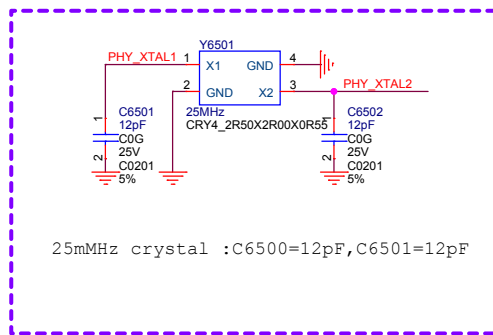 Y6501
PHY_XTAL1 1 X1 GND 4
2 GND X2 3 PHY_XTAL2
25MHz
CRY4_2R50X2R00X0R55
1
C6501
12pF
C0G
2
25V
C0201
5%
1
C6502
12pF
C0G
2
25V
C0201
5%
25mMHz crystal :C6500=12pF,C6501=12pF